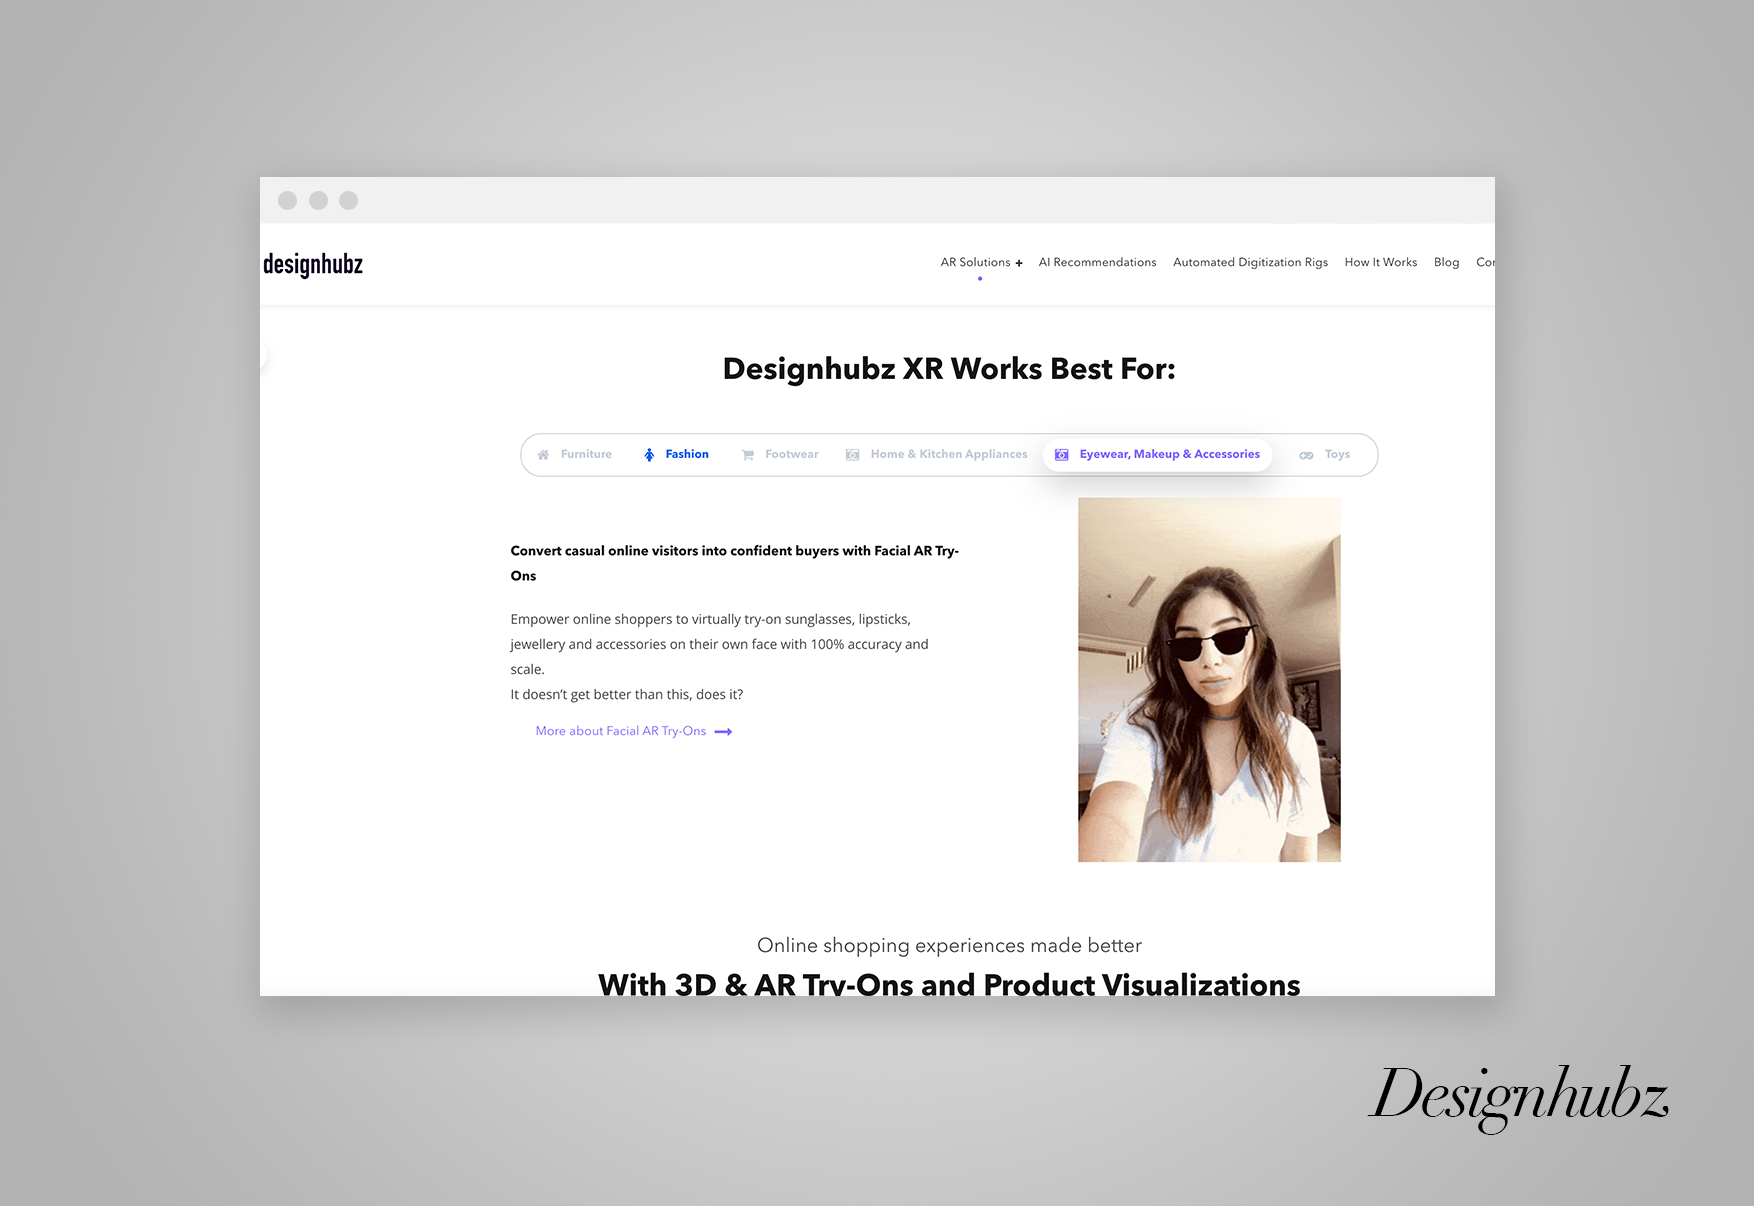 designhubz
AR Solutions + AI Recommendations Automated Digitization Rigs How It Works Blog
Designhubz XR Works Best For:
Furniture Fashion Footwear Home & Kitchen Appliances Eyewear, Makeup & Accessories Toys
Convert casual online visitors into confident buyers with Facial AR Try-
Ons
Empower online shoppers to virtually try-on sunglasses, lipsticks,
jewellery and accessories on their own face with 100% accuracy and
scale.
It doesn’t get better than this, does it?
More about Facial AR Try-Ons
Online shopping experiences made better
With 3D & AR Try-Ons and Product Visualizations
Designhubz